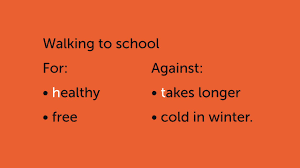 Walking to school
For: Against:
• healthy • takes longer
• free • cold in winter.